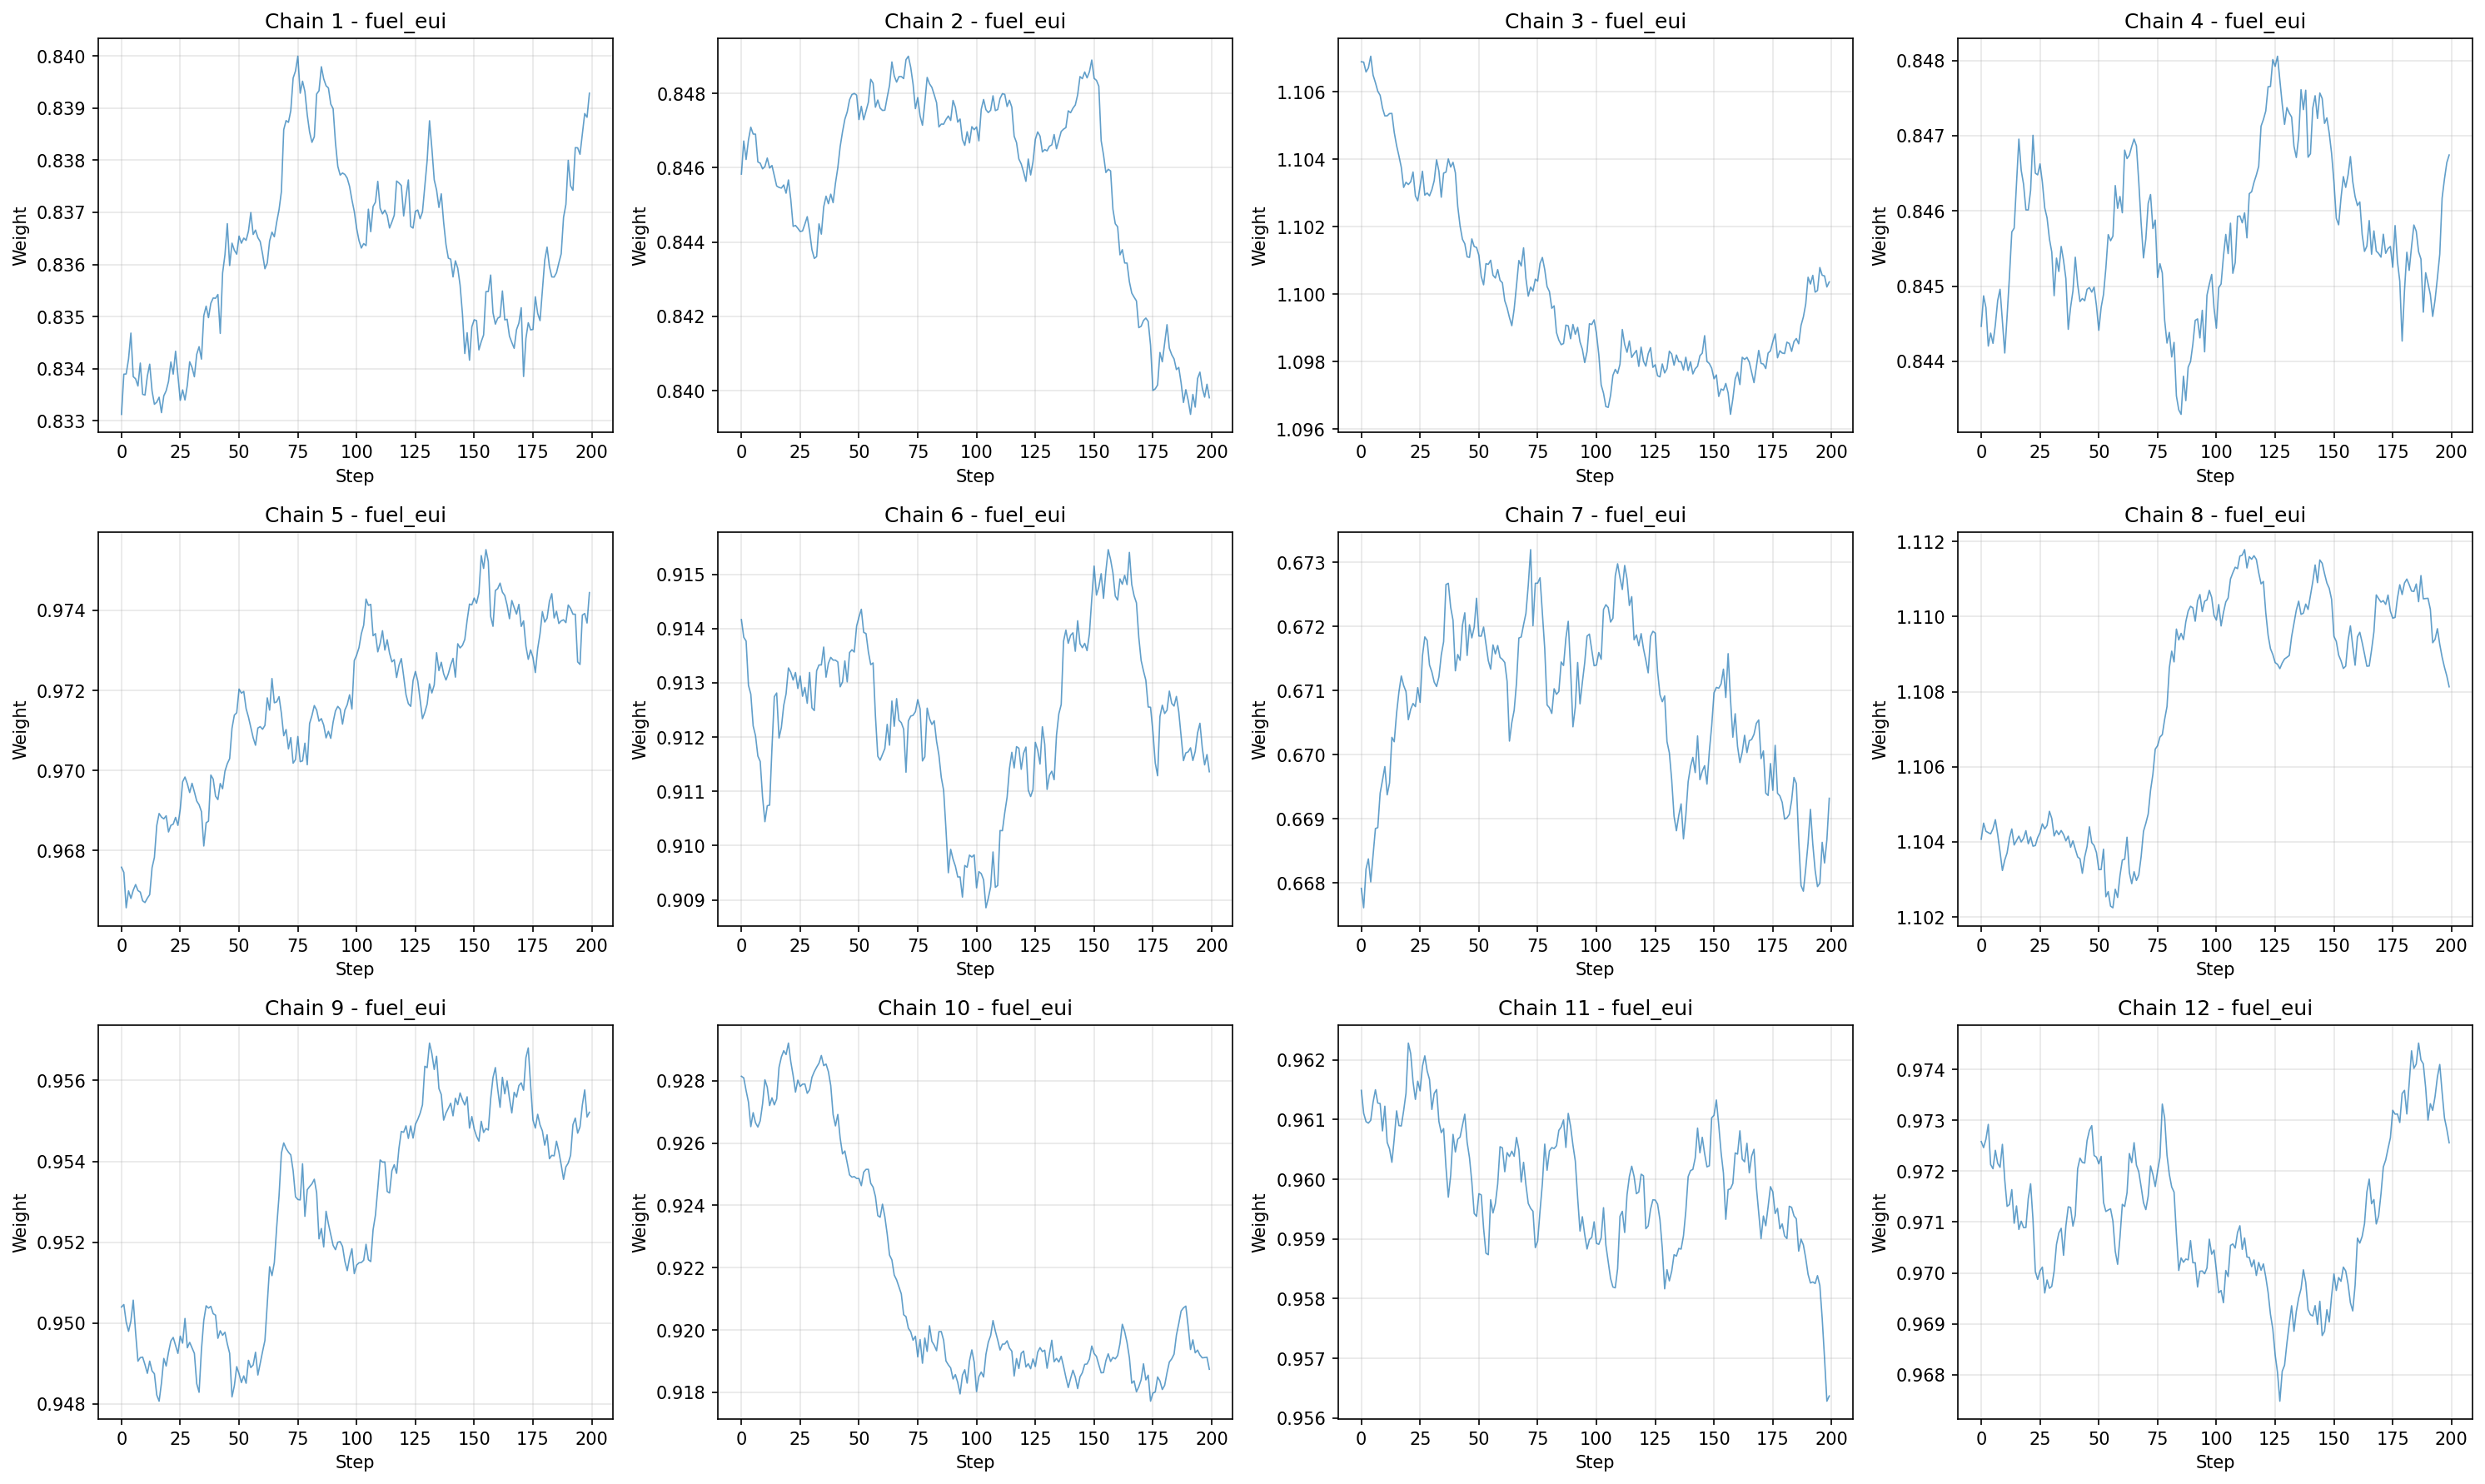 Chain 1 - fuel_eui
Weight
0.840
0.839
0.838
0.837
0.836
0.835
0.834
0.833
0 25 50 75 100 125 150 175 200
Step
Chain 2 - fuel_eui
Weight
0.848
0.846
0.844
0.842
0.840
0 25 50 75 100 125 150 175 200
Step
Chain 3 - fuel_eui
Weight
1.106
1.104
1.102
1.100
1.098
1.096
0 25 50 75 100 125 150 175 200
Step
Chain 4 - fuel_eui
Weight
0.848
0.847
0.846
0.845
0.844
0 25 50 75 100 125 150 175 200
Step
Chain 5 - fuel_eui
Weight
0.974
0.972
0.970
0.968
0 25 50 75 100 125 150 175 200
Step
Chain 6 - fuel_eui
Weight
0.915
0.914
0.913
0.912
0.911
0.910
0.909
0 25 50 75 100 125 150 175 200
Step
Chain 7 - fuel_eui
Weight
0.673
0.672
0.671
0.670
0.669
0.668
0 25 50 75 100 125 150 175 200
Step
Chain 8 - fuel_eui
Weight
1.112
1.110
1.108
1.106
1.104
1.102
0 25 50 75 100 125 150 175 200
Step
Chain 9 - fuel_eui
Weight
0.956
0.954
0.952
0.950
0.948
0 25 50 75 100 125 150 175 200
Step
Chain 10 - fuel_eui
Weight
0.928
0.926
0.924
0.922
0.920
0.918
0 25 50 75 100 125 150 175 200
Step
Chain 11 - fuel_eui
Weight
0.962
0.961
0.960
0.959
0.958
0.957
0.956
0 25 50 75 100 125 150 175 200
Step
Chain 12 - fuel_eui
Weight
0.974
0.973
0.972
0.971
0.970
0.969
0.968
0 25 50 75 100 125 150 175 200
Step